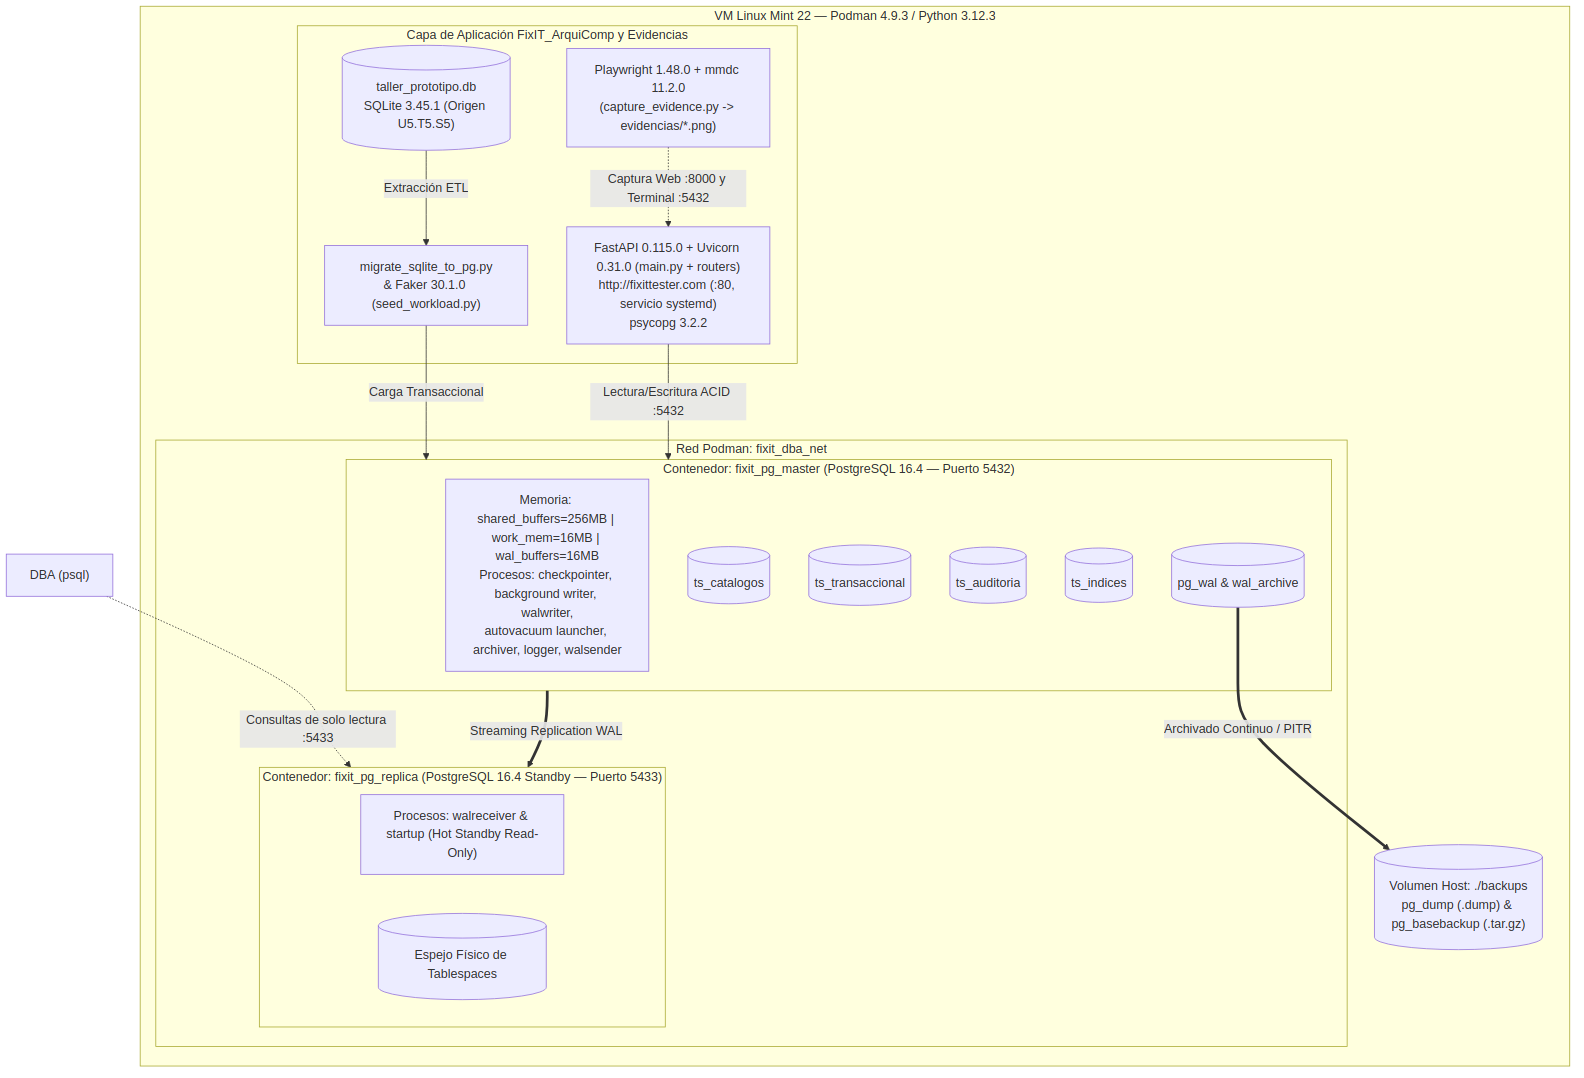 VM Linux Mint 22 — Podman 4.9.3 / Python 3.12.3
Capa de Aplicación FixIT_ArquiComp y Evidencias
taller_prototipo.db
SQLite 3.45.1 (Origen
U5.T5.S5)
Playwright 1.48.0 + mmdc
11.2.0
(capture_evidence.py ->
evidencias/*.png)
Extracción ETL
Captura Web :8000 y
Terminal :5432
migrate_sqlite_to_pg.py
& Faker 30.1.0
(seed_workload.py)
FastAPI 0.115.0 + Uvicorn
0.31.0 (main.py + routers)
http://fixittester.com (:80,
servicio systemd)
psycopg 3.2.2
Carga Transaccional
Lectura/Escritura ACID
:5432
Red Podman: fixit_dba_net
Contenedor: fixit_pg_master (PostgreSQL 16.4 — Puerto 5432)
Memoria:
shared_buffers=256MB |
work_mem=16MB |
wal_buffers=16MB
Procesos: checkpointer,
background writer,
walwriter,
autovacuum launcher,
archiver, logger, walsender
ts_catalogos
ts_transaccional
ts_auditoria
ts_indices
pg_wal & wal_archive
DBA (psql)
Consultas de solo lectura
:5433
Streaming Replication WAL
Archivado Continuo / PITR
Contenedor: fixit_pg_replica (PostgreSQL 16.4 Standby — Puerto 5433)
Procesos: walreceiver &
startup (Hot Standby Read-
Only)
Espejo Físico de
Tablespaces
Volumen Host: ./backups
pg_dump (.dump) &
pg_basebackup (.tar.gz)